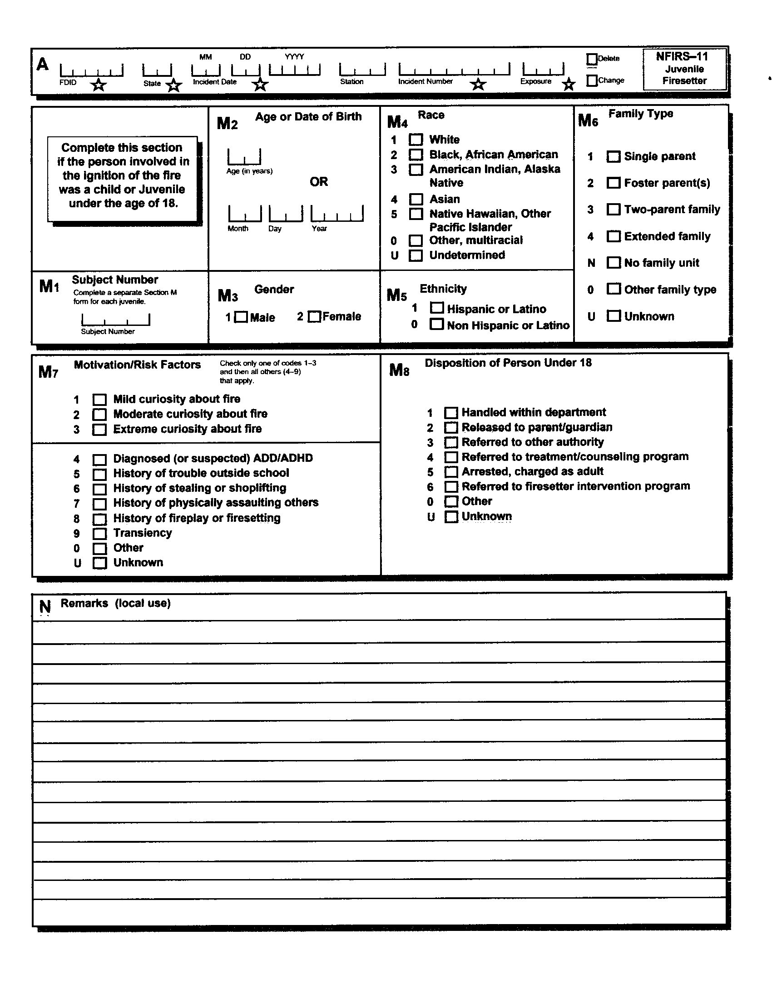 A
MM DD YYYY
FDID State Incident Date Station Incident Number Exposure
Delete
Change
NFIRS–11
Juvenile
Firesetter
Complete this section
if the person involved in
the ignition of the fire
was a child or Juvenile
under the age of 18.
M1 Subject Number
Complete a separate Section M
form for each juvenile.
Subject Number
M2 Age or Date of Birth
Age (in years)
OR
Month Day Year
M3 Gender
1 Male 2 Female
M4 Race
1 White
2 Black, African American
3 American Indian, Alaska
Native
4 Asian
5 Native Hawaiian, Other
Pacific Islander
0 Other, multiracial
U Undetermined
M5 Ethnicity
1 Hispanic or Latino
0 Non Hispanic or Latino
M6 Family Type
1 Single parent
2 Foster parent(s)
3 Two-parent family
4 Extended family
N No family unit
0 Other family type
U Unknown
M7 Motivation/Risk Factors
Check only one of codes 1–3
and then all others (4–9)
that apply.
1 Mild curiosity about fire
2 Moderate curiosity about fire
3 Extreme curiosity about fire
4 Diagnosed (or suspected) ADD/ADHD
5 History of trouble outside school
6 History of stealing or shoplifting
7 History of physically assaulting others
8 History of fireplay or firesetting
9 Transiency
0 Other
U Unknown
M8 Disposition of Person Under 18
1 Handled within department
2 Released to parent/guardian
3 Referred to other authority
4 Referred to treatment/counseling program
5 Arrested, charged as adult
6 Referred to firesetter intervention program
0 Other
U Unknown
N Remarks (local use)